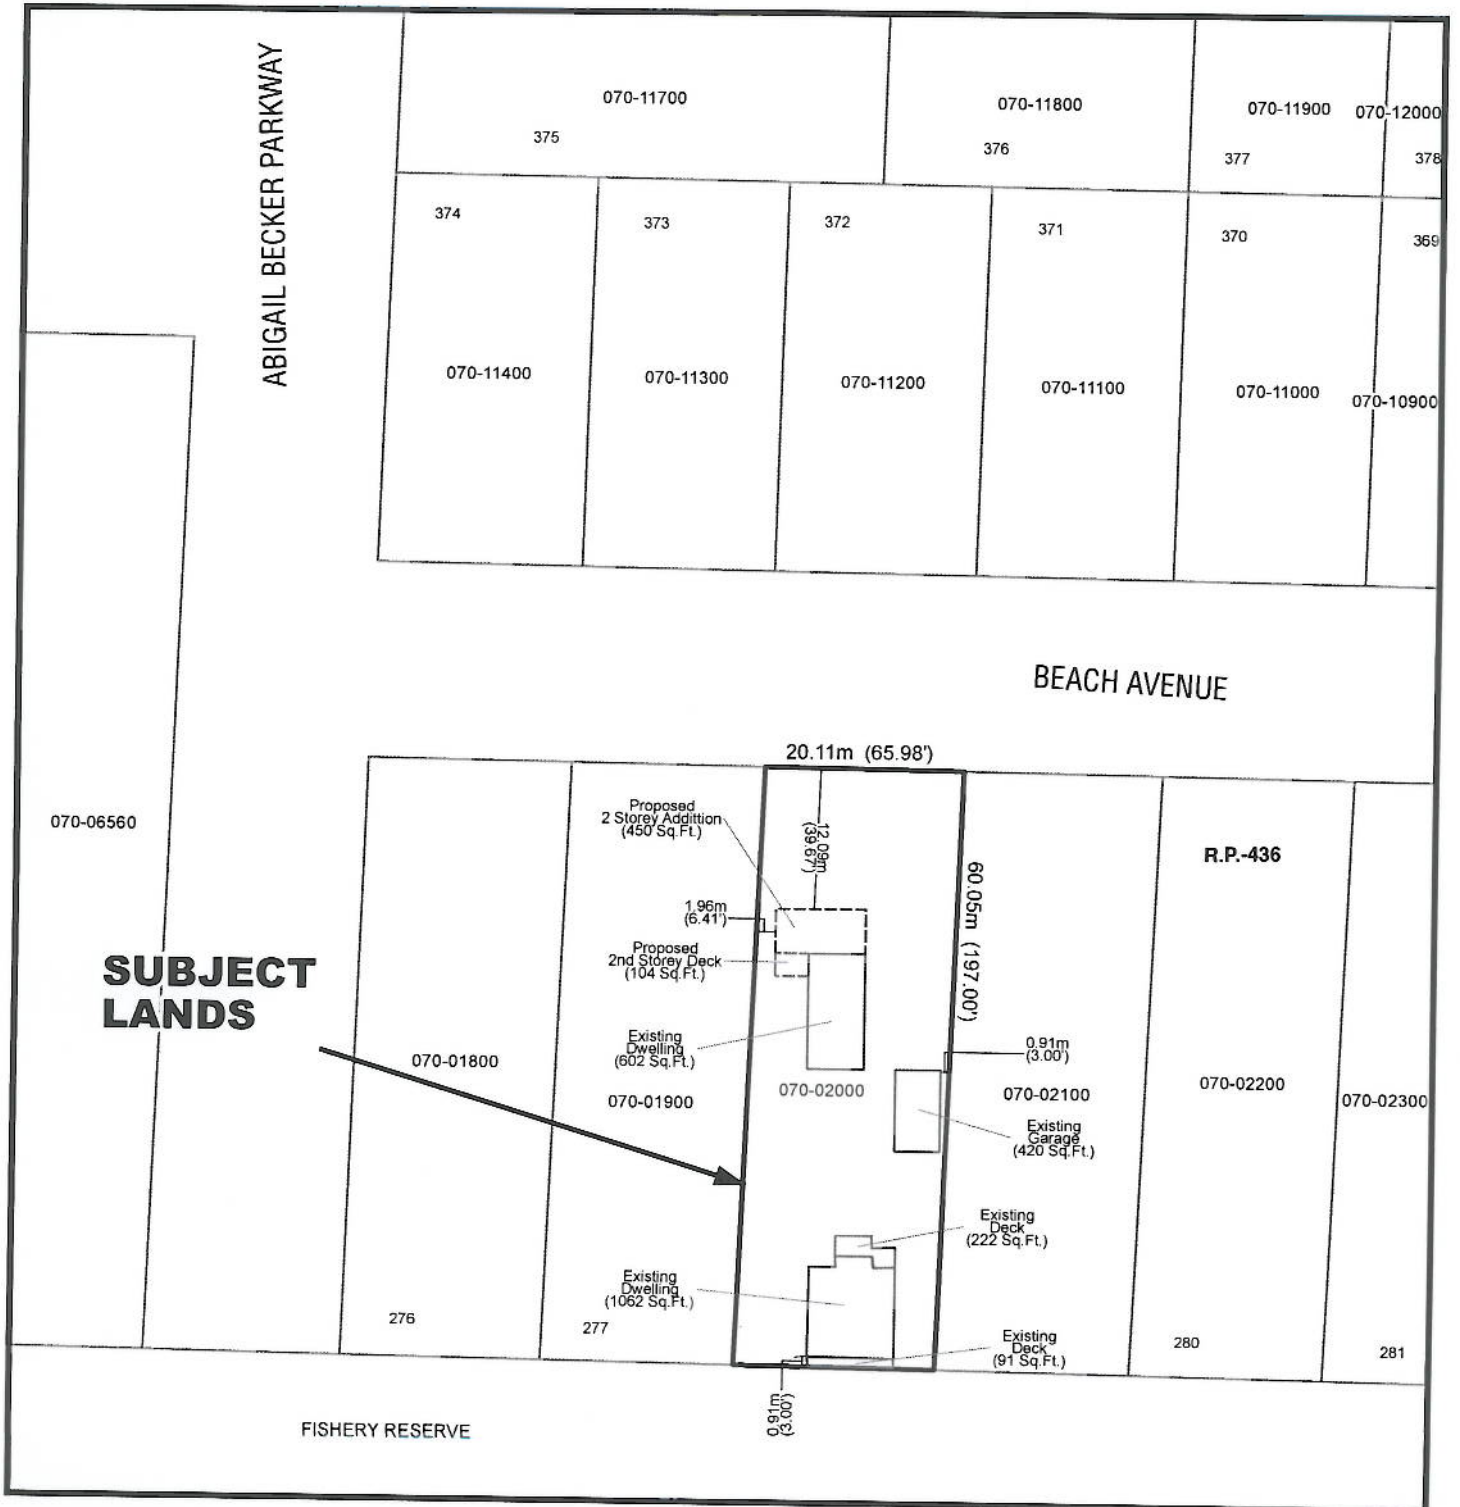 ABIGAIL BECKER PARKWAY
070-11700
375
070-11800
376
070-11900
377
070-12000
378
374
373
372
371
370
369
070-11400
070-11300
070-11200
070-11100
070-11000
070-10900
BEACH AVENUE
20.11m (65.98')
070-06560
Proposed
2 Storey Addittion
(450 Sq.Ft.)
12.09m
(39.67')
R.P.-436
60.05m (197.00')
1.96m
(6.41')
Proposed
2nd Storey Deck
(104 Sq.Ft.)
SUBJECT
LANDS
Existing
Dwelling
(602 Sq.Ft.)
0.91m
(3.00')
070-01800
070-01900
070-02000
070-02100
070-02200
070-02300
Existing
Garage
(420 Sq.Ft.)
Existing
Deck
(222 Sq.Ft.)
Existing
Dwelling
(1062 Sq.Ft.)
276
277
Existing
Deck
(91 Sq.Ft.)
280
281
0.91m
(3.00')
FISHERY RESERVE